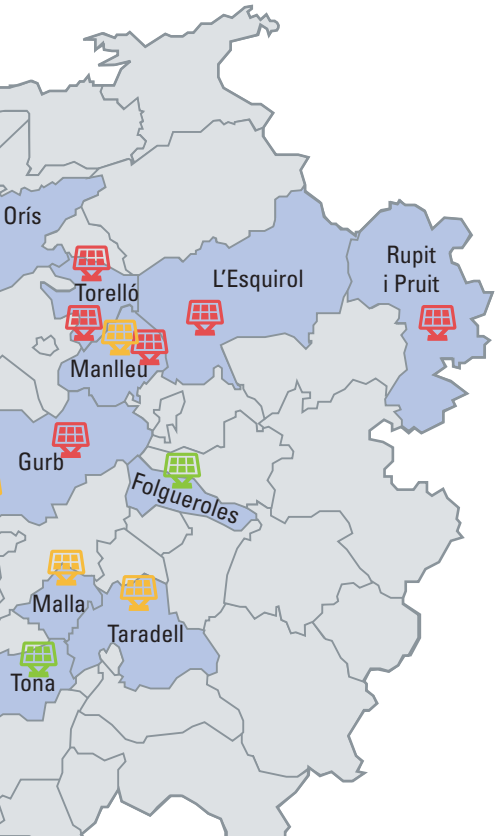 Orís
Rupit
i Pruit
L'Esquirol
Torelló
Manlleu
Gurb
Folgueroles
Malla
Taradell
Tona